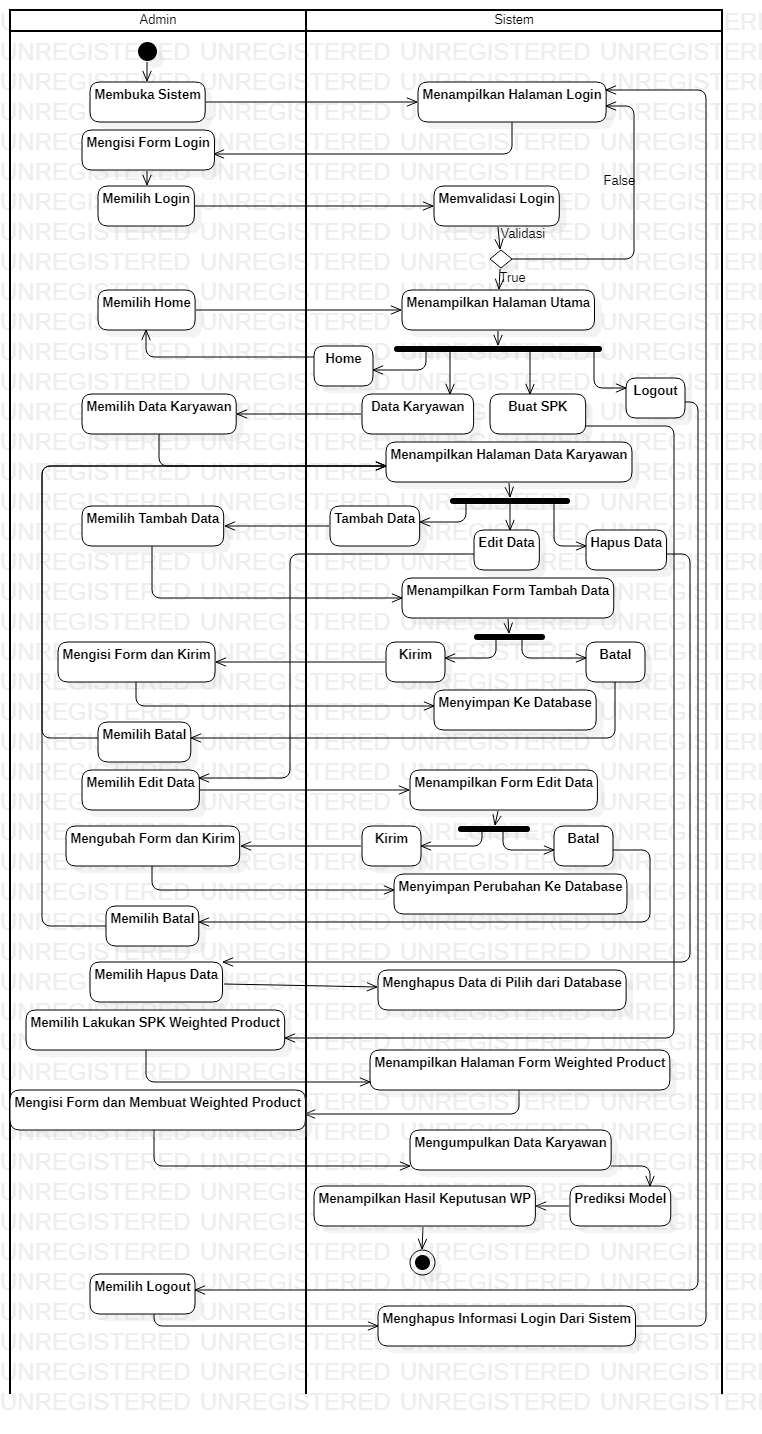 Admin
Sistem
Membuka Sistem
Menampilkan Halaman Login
Mengisi Form Login
False
Memilih Login
Memvalidasi Login
Validasi
True
Memilih Home
Menampilkan Halaman Utama
Home
Logout
Memilih Data Karyawan
Data Karyawan
Buat SPK
Menampilkan Halaman Data Karyawan
Memilih Tambah Data
Tambah Data
Edit Data
Hapus Data
Menampilkan Form Tambah Data
Mengisi Form dan Kirim
Kirim
Batal
Menyimpan Ke Database
Memilih Batal
Memilih Edit Data
Menampilkan Form Edit Data
Mengubah Form dan Kirim
Kirim
Batal
Menyimpan Perubahan Ke Database
Memilih Batal
Memilih Hapus Data
Menghapus Data di Pilih dari Database
Memilih Lakukan SPK Weighted Product
Menampilkan Halaman Form Weighted Product
Mengisi Form dan Membuat Weighted Product
Mengumpulkan Data Karyawan
Menampilkan Hasil Keputusan WP
Prediksi Model
Memilih Logout
Menghapus Informasi Login Dari Sistem
UNREGISTERED